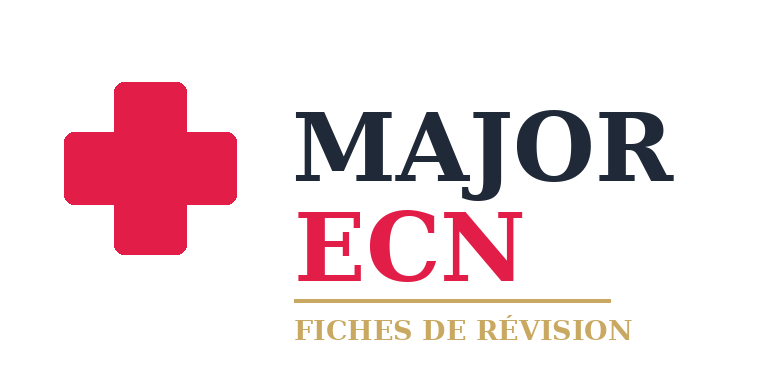 MAJOR
ECN
FICHES DE RÉVISION